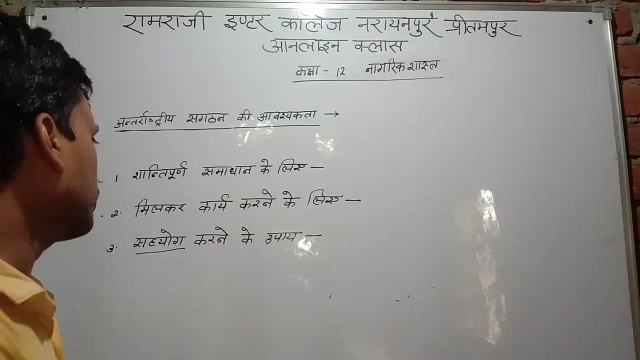 रामराजी इण्टर कॉलेज नरायनपुर प्रीतमपुर
आनलाइन क्लास
कक्षा - 12 नागरिकशास्त्र
अन्तर्राष्ट्रीय सगठन की आवश्यकता →
1. शान्तिपूर्ण समाधान के लिए —
2. मिलकर कार्य करने के लिए —
3. सहयोग करने के उपाय —